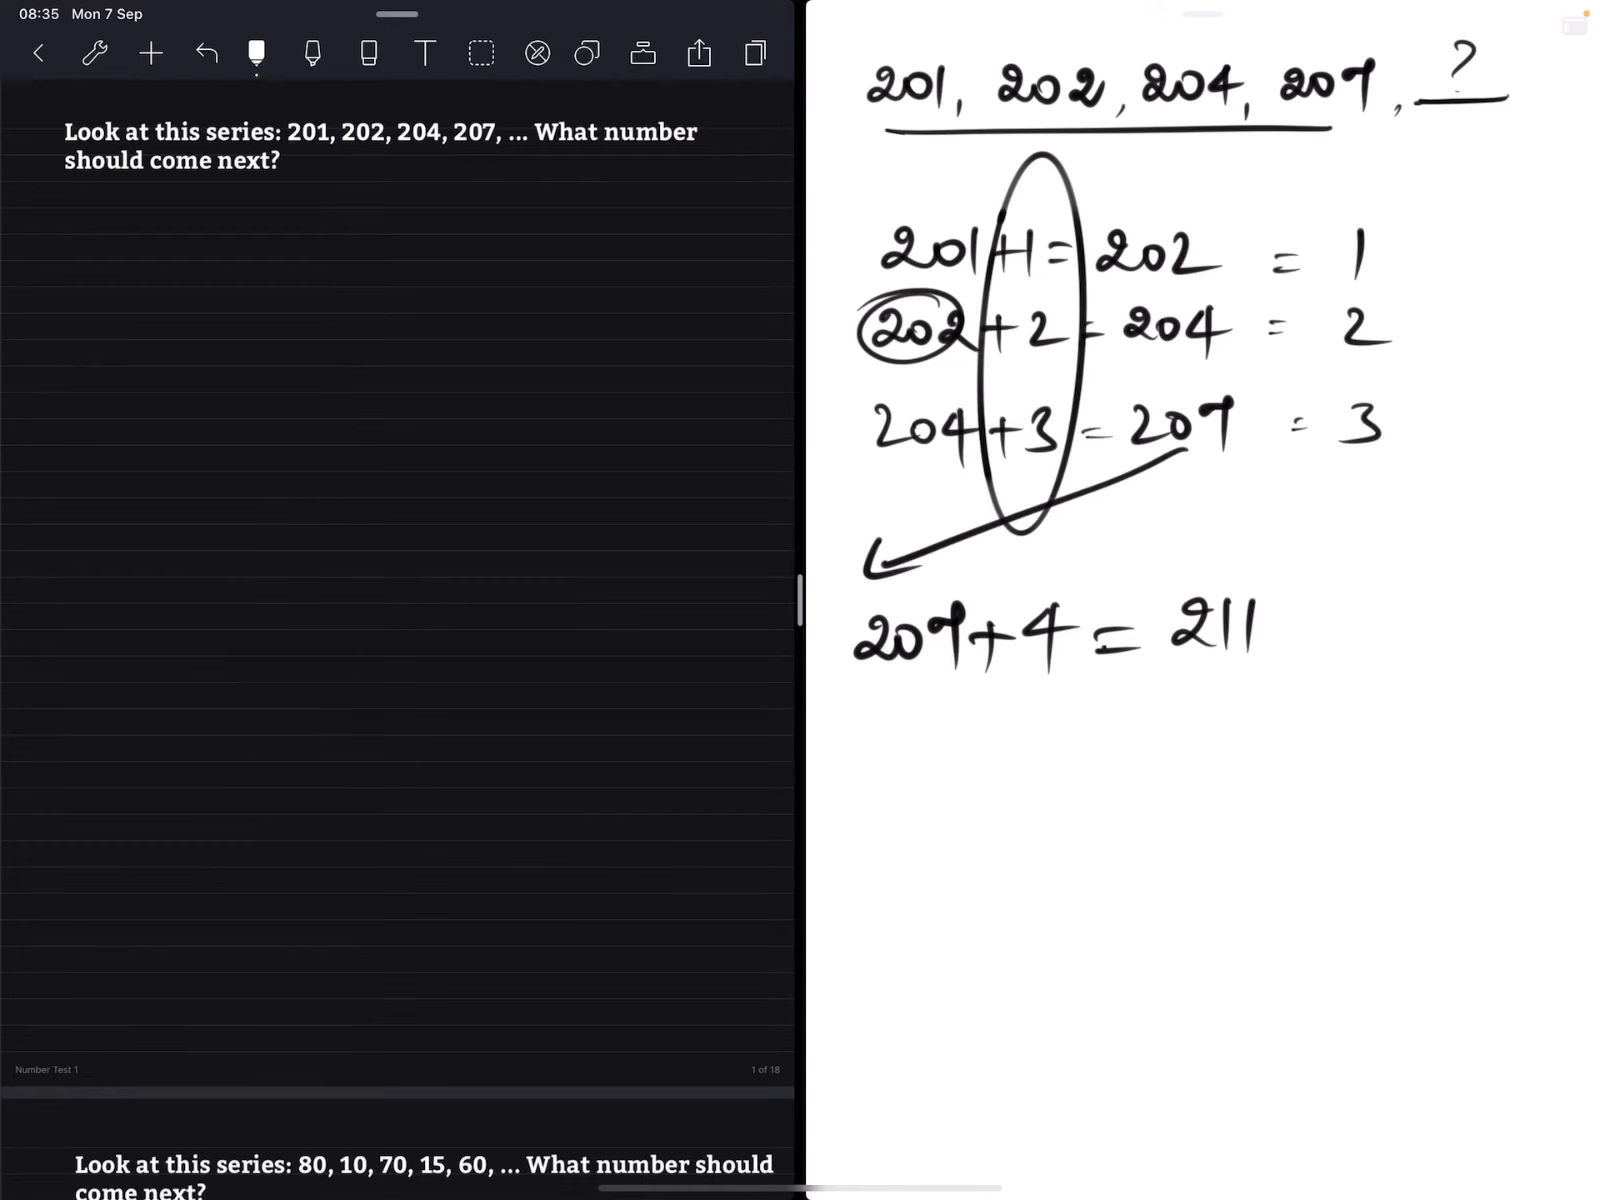 08:35 Mon 7 Sep
Look at this series: 201, 202, 204, 207, ... What number
should come next?
Number Test 1
1 of 18
Look at this series: 80, 10, 70, 15, 60, ... What number should
come next?
201, 202, 204, 207, ?
201+1 = 202 = 1
202+2 = 204 = 2
204+3 = 207 = 3
207+4 = 211